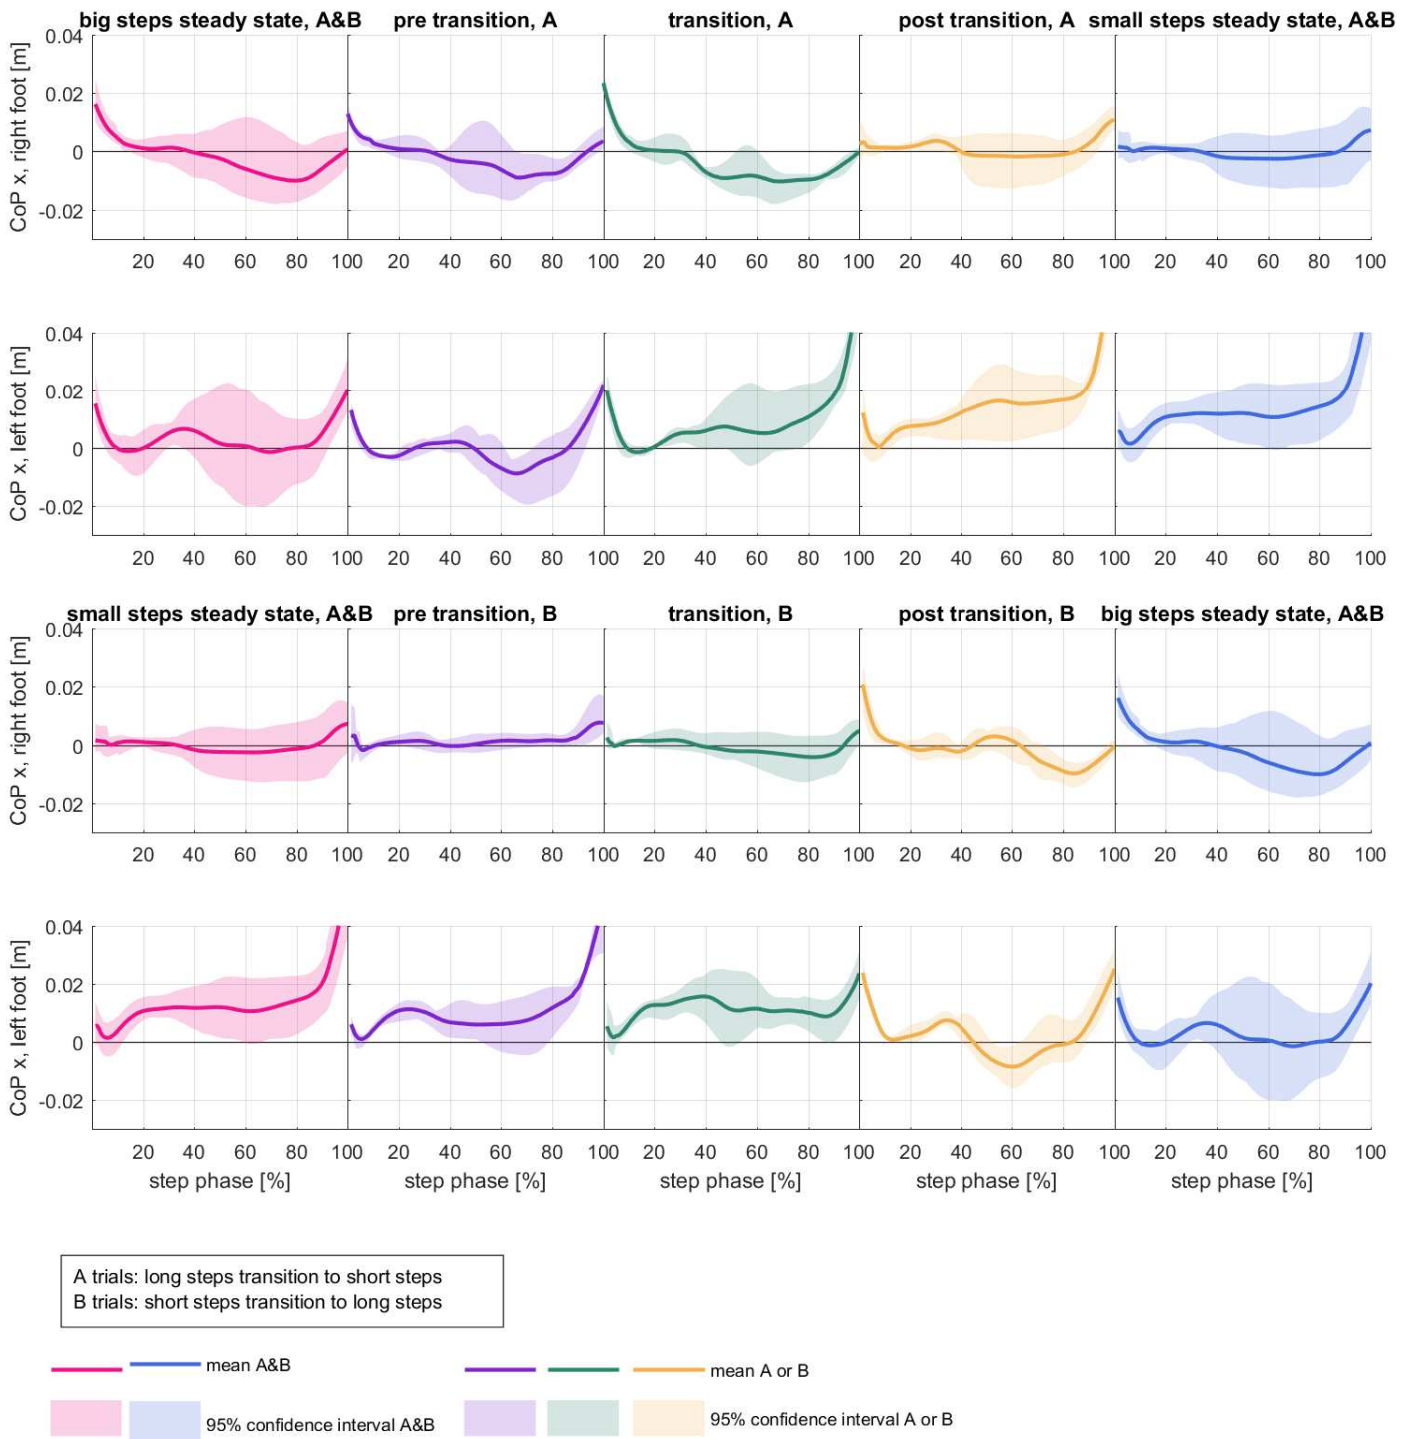 big steps steady state, A&B pre transition, A transition, A post transition, A small steps steady state, A&B
CoP x, right foot [m]
0.04
0.02
0
-0.02
20 40 60 80 100 20 40 60 80 100 20 40 60 80 100 20 40 60 80 100 20 40 60 80 100
CoP x, left foot [m]
0.04
0.02
0
-0.02
20 40 60 80 100 20 40 60 80 100 20 40 60 80 100 20 40 60 80 100 20 40 60 80 100
small steps steady state, A&B pre transition, B transition, B post transition, B big steps steady state, A&B
CoP x, right foot [m]
0.04
0.02
0
-0.02
20 40 60 80 100 20 40 60 80 100 20 40 60 80 100 20 40 60 80 100 20 40 60 80 100
CoP x, left foot [m]
0.04
0.02
0
-0.02
20 40 60 80 100 20 40 60 80 100 20 40 60 80 100 20 40 60 80 100 20 40 60 80 100
step phase [%] step phase [%] step phase [%] step phase [%] step phase [%]
A trials: long steps transition to short steps
B trials: short steps transition to long steps
mean A&B mean A or B
95% confidence interval A&B 95% confidence interval A or B